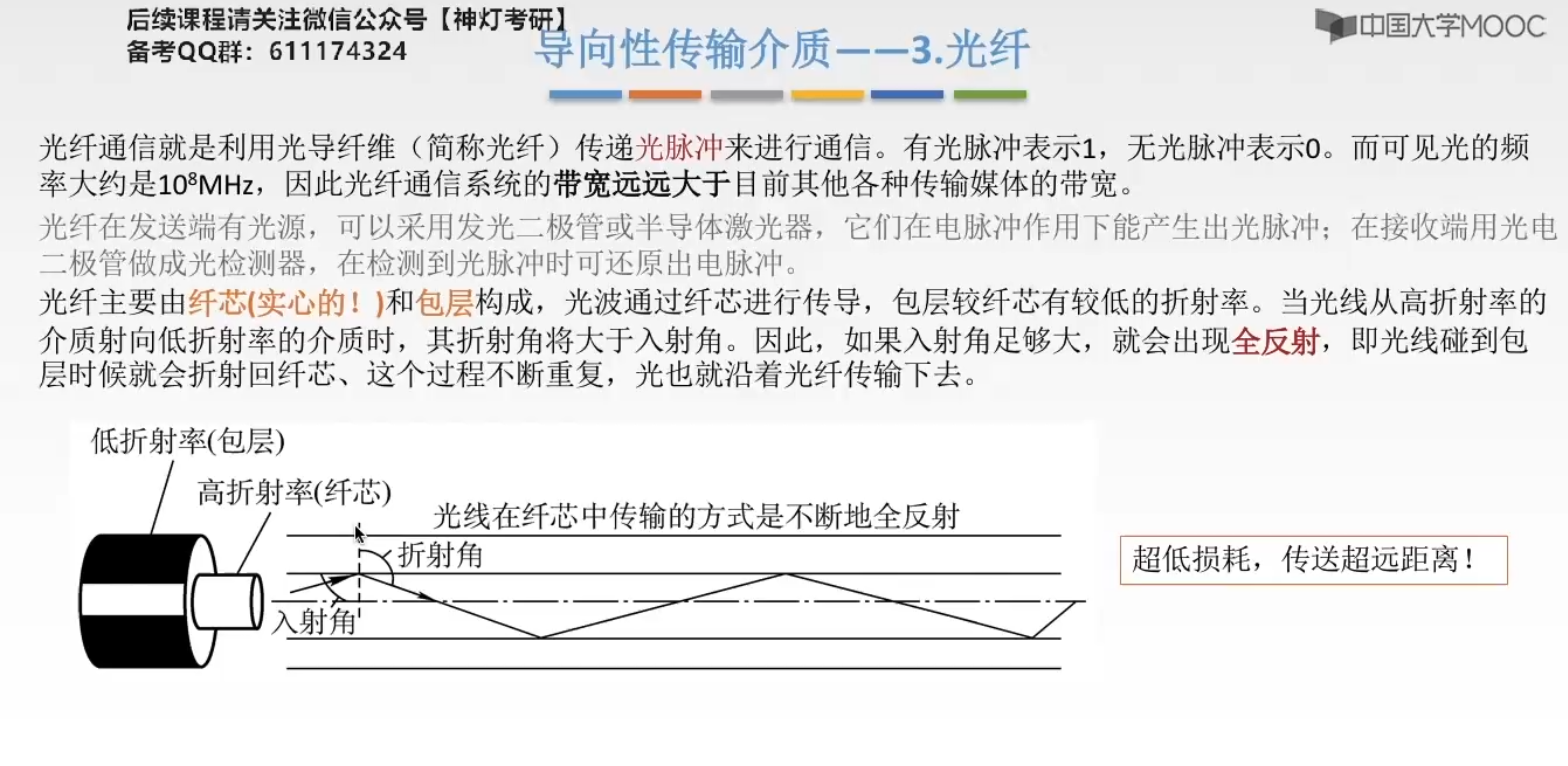 后续课程请关注微信公众号【神灯考研】
备考QQ群：611174324
中国大学MOOC
导向性传输介质——3.光纤
光纤通信就是利用光导纤维（简称光纤）传递光脉冲来进行通信。有光脉冲表示1，无光脉冲表示0。而可见光的频
率大约是10⁸MHz，因此光纤通信系统的带宽远远大于目前其他各种传输媒体的带宽。
光纤在发送端有光源，可以采用发光二极管或半导体激光器，它们在电脉冲作用下能产生出光脉冲；在接收端用光电
二极管做成光检测器，在检测到光脉冲时可还原出电脉冲。
光纤主要由纤芯(实心的！)和包层构成，光波通过纤芯进行传导，包层较纤芯有较低的折射率。当光线从高折射率的
介质射向低折射率的介质时，其折射角将大于入射角。因此，如果入射角足够大，就会出现全反射，即光线碰到包
层时候就会折射回纤芯、这个过程不断重复，光也就沿着光纤传输下去。
低折射率(包层)
高折射率(纤芯)
光线在纤芯中传输的方式是不断地全反射
折射角
入射角
超低损耗，传送超远距离！